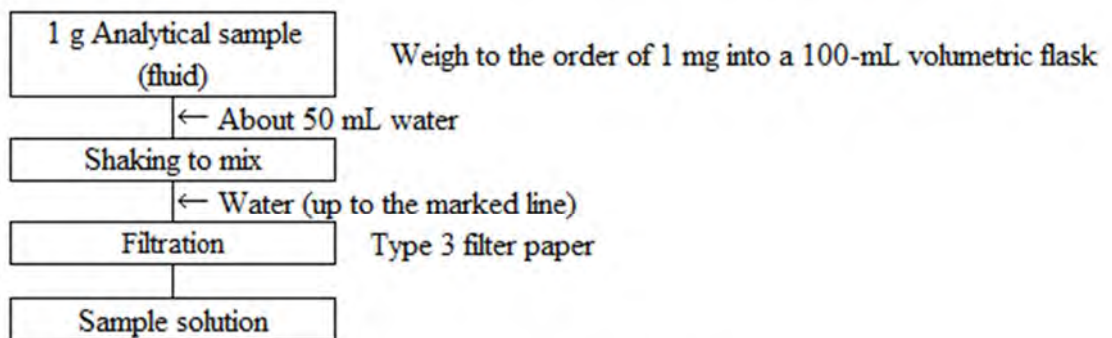 1 g Analytical sample
(fluid)
Weigh to the order of 1 mg into a 100-mL volumetric flask
← About 50 mL water
Shaking to mix
← Water (up to the marked line)
Filtration
Type 3 filter paper
Sample solution